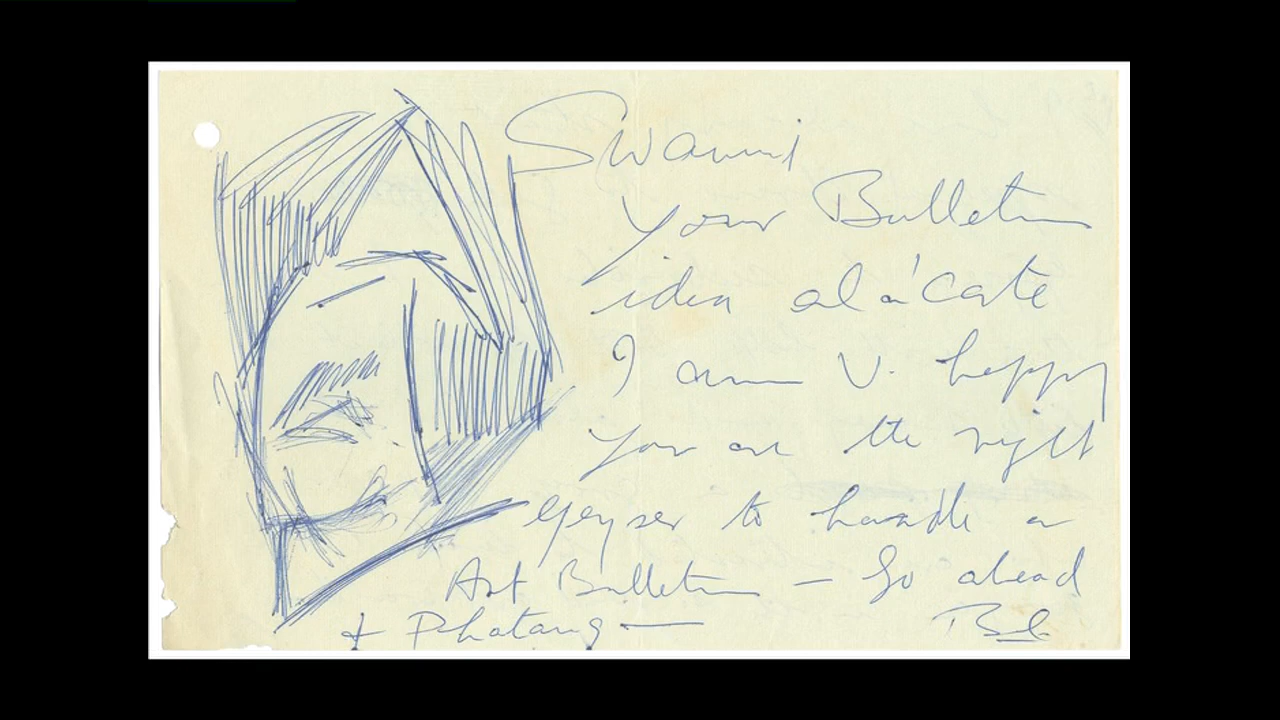 Swami
Your Bulletin
idea a la' Carte
I am V. happy
you are the right
geyser to handle a
Art Bulletin — Go ahead
& Phatang —